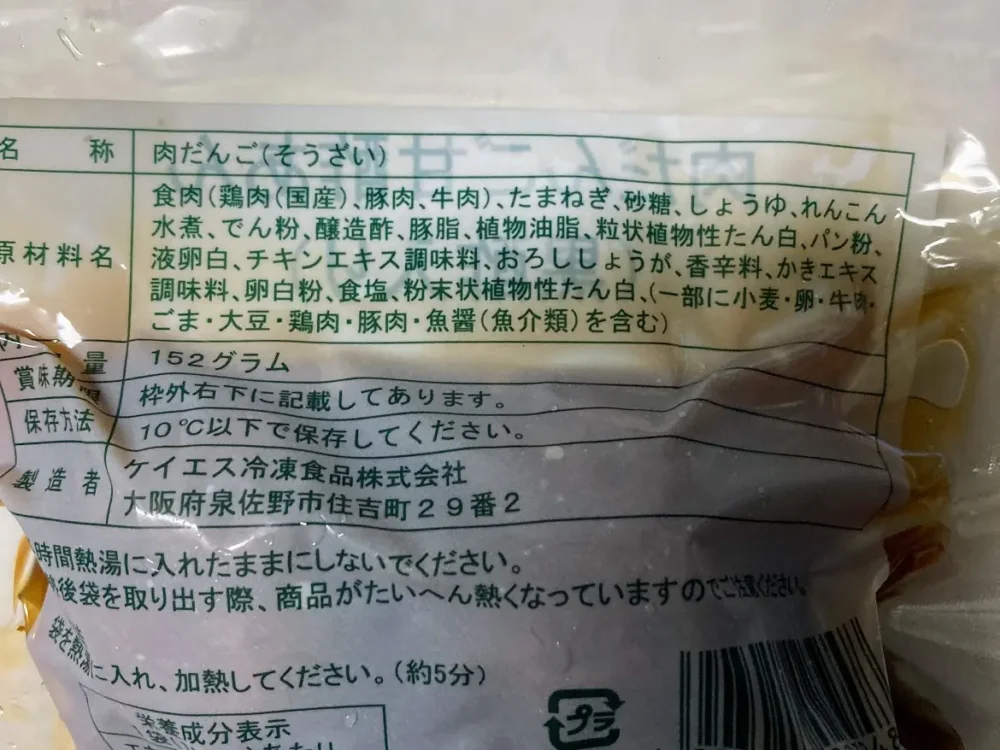 名称 肉だんご(そうざい)
原材料名 食肉(鶏肉(国産)、豚肉、牛肉)、たまねぎ、砂糖、しょうゆ、れんこん
水煮、でん粉、醸造酢、豚脂、植物油脂、粒状植物性たん白、パン粉、
液卵白、チキンエキス調味料、おろししょうが、香辛料、かきエキス
調味料、卵白粉、食塩、粉末状植物性たん白、(一部に小麦・卵・牛肉・
ごま・大豆・鶏肉・豚肉・魚醤(魚介類)を含む)
量 152グラム
賞味期限 枠外右下に記載してあります。
保存方法 10℃以下で保存してください。
製造者 ケイエス冷凍食品株式会社
大阪府泉佐野市住吉町29番2
時間熱湯に入れたままにしないでください。
後袋を取り出す際、商品がたいへん熱くなっていますのでご注意ください。
袋を熱湯に入れ、加熱してください。(約5分)
栄養成分表示
プラ